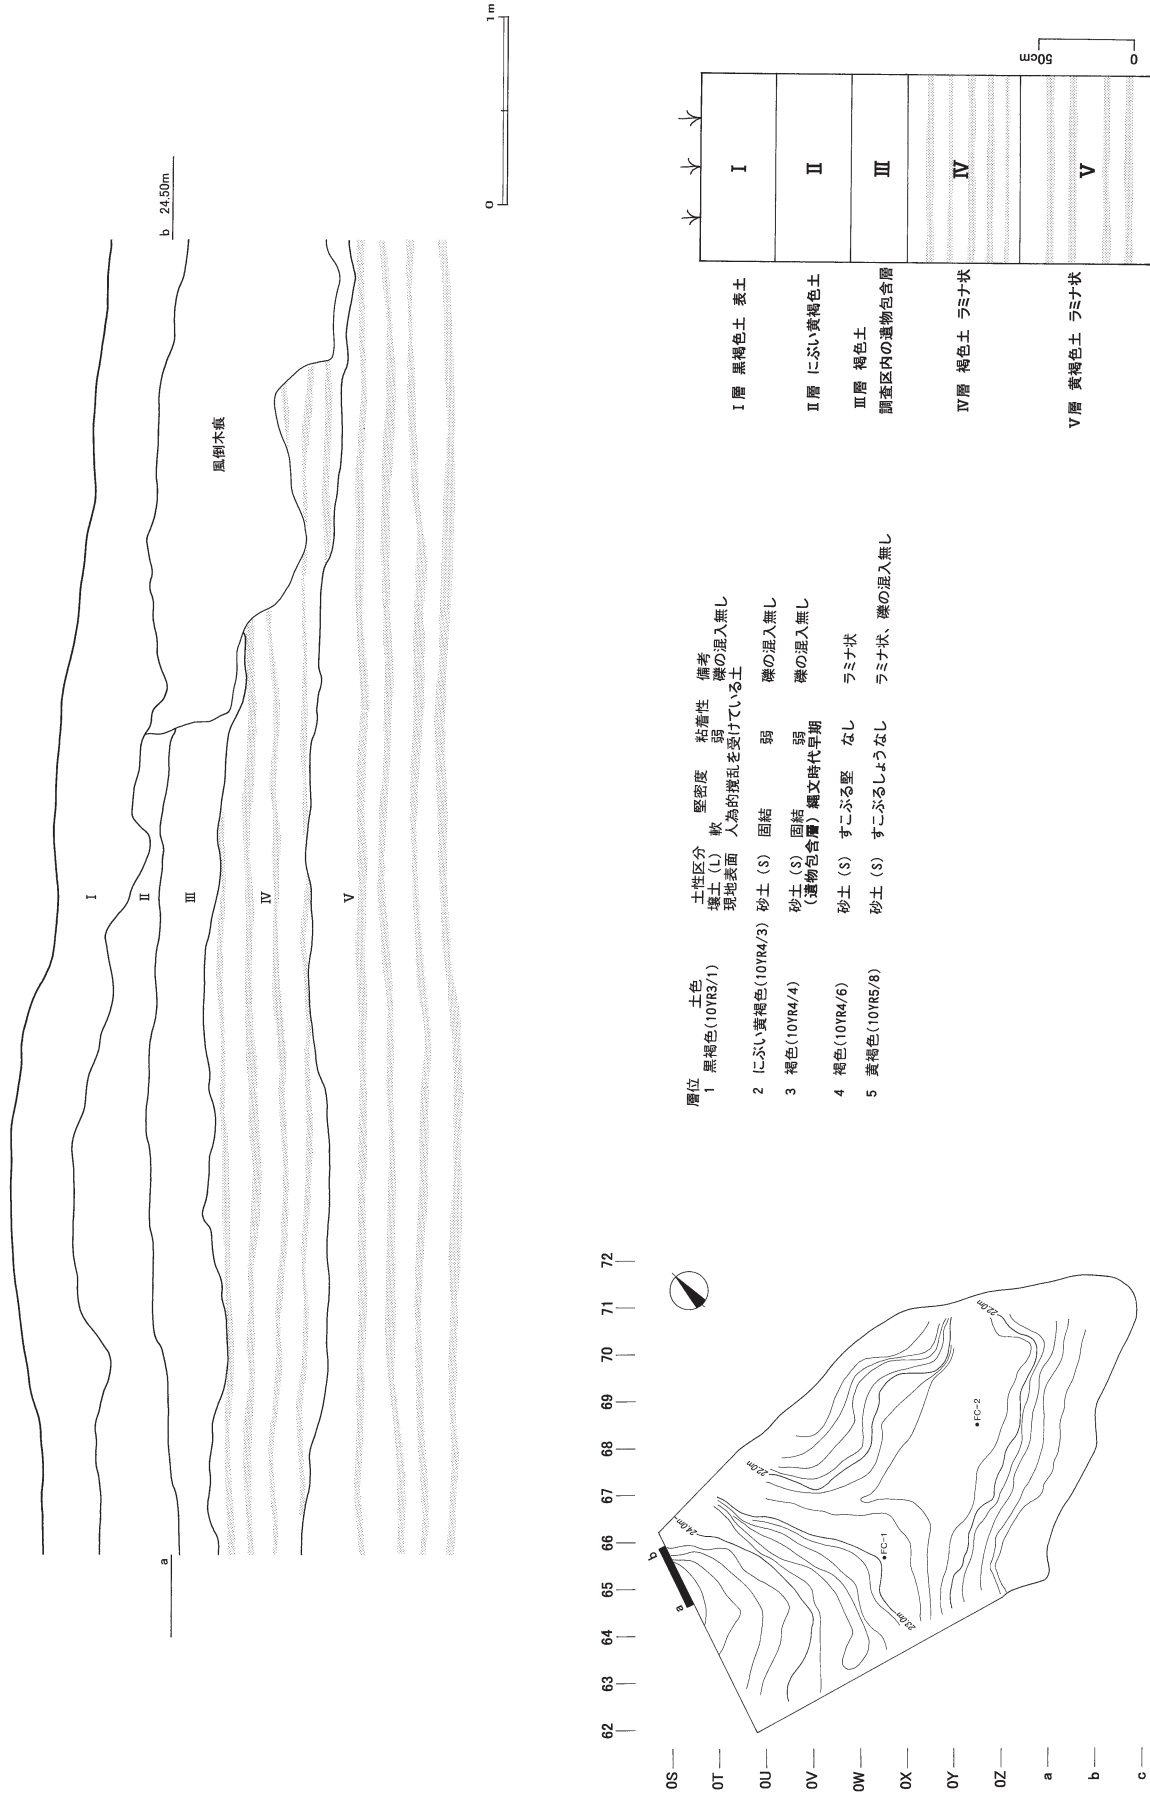 a
b 24.50m
風倒木痕
Ⅰ
Ⅱ
Ⅲ
Ⅳ
Ⅴ
0 1m
Ⅰ
Ⅱ
Ⅲ
Ⅳ
Ⅴ
0 50cm
Ⅰ層 黒褐色土 表土
Ⅱ層 にぶい黄褐色土
Ⅲ層 褐色土
調査区内の遺物包含層
Ⅳ層 褐色土 ラミナ状
Ⅴ層 黄褐色土 ラミナ状
層位 土色 土性区分 堅密度 粘着性 備考
1 黒褐色(10YR3/1) 壌土(L) 軟 弱 礫の混入無し
現地表面 人為的撹乱を受けている土
2 にぶい黄褐色(10YR4/3) 砂土(S) 固結 弱 礫の混入無し
3 褐色(10YR4/4) 砂土(S) 固結 弱 礫の混入無し
(遺物包含層)縄文時代早期
4 褐色(10YR4/6) 砂土(S) すこぶる堅 なし ラミナ状
5 黄褐色(10YR5/8) 砂土(S) すこぶるしょうなし ラミナ状、礫の混入無し
62 63 64 65 66 67 68 69 70 71 72
0S
0T
0U
0V
0W
0X
0Y
0Z
a
b
c
a
b
24.0m
22.0m
23.0m
22.0m
FC-1
FC-2